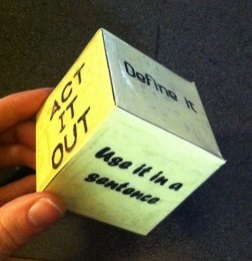 ACT
IT
OUT
Define it
Use it in a
sentence